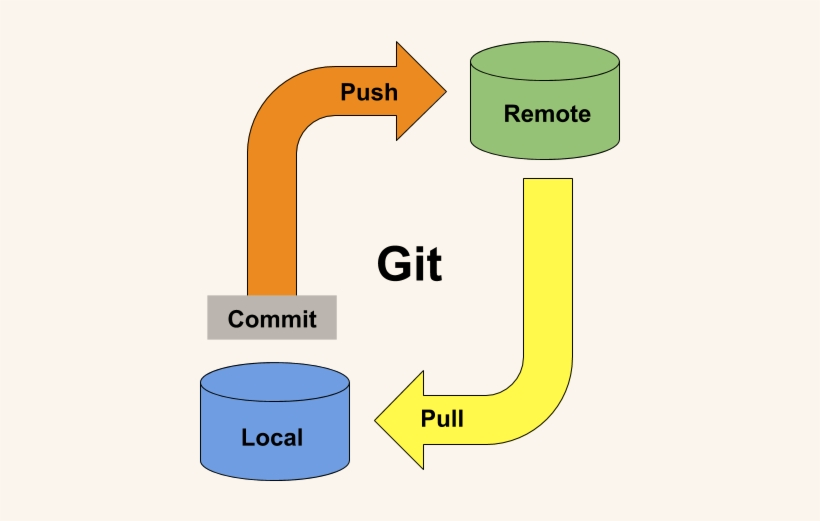 Push
Remote
Git
Commit
Pull
Local